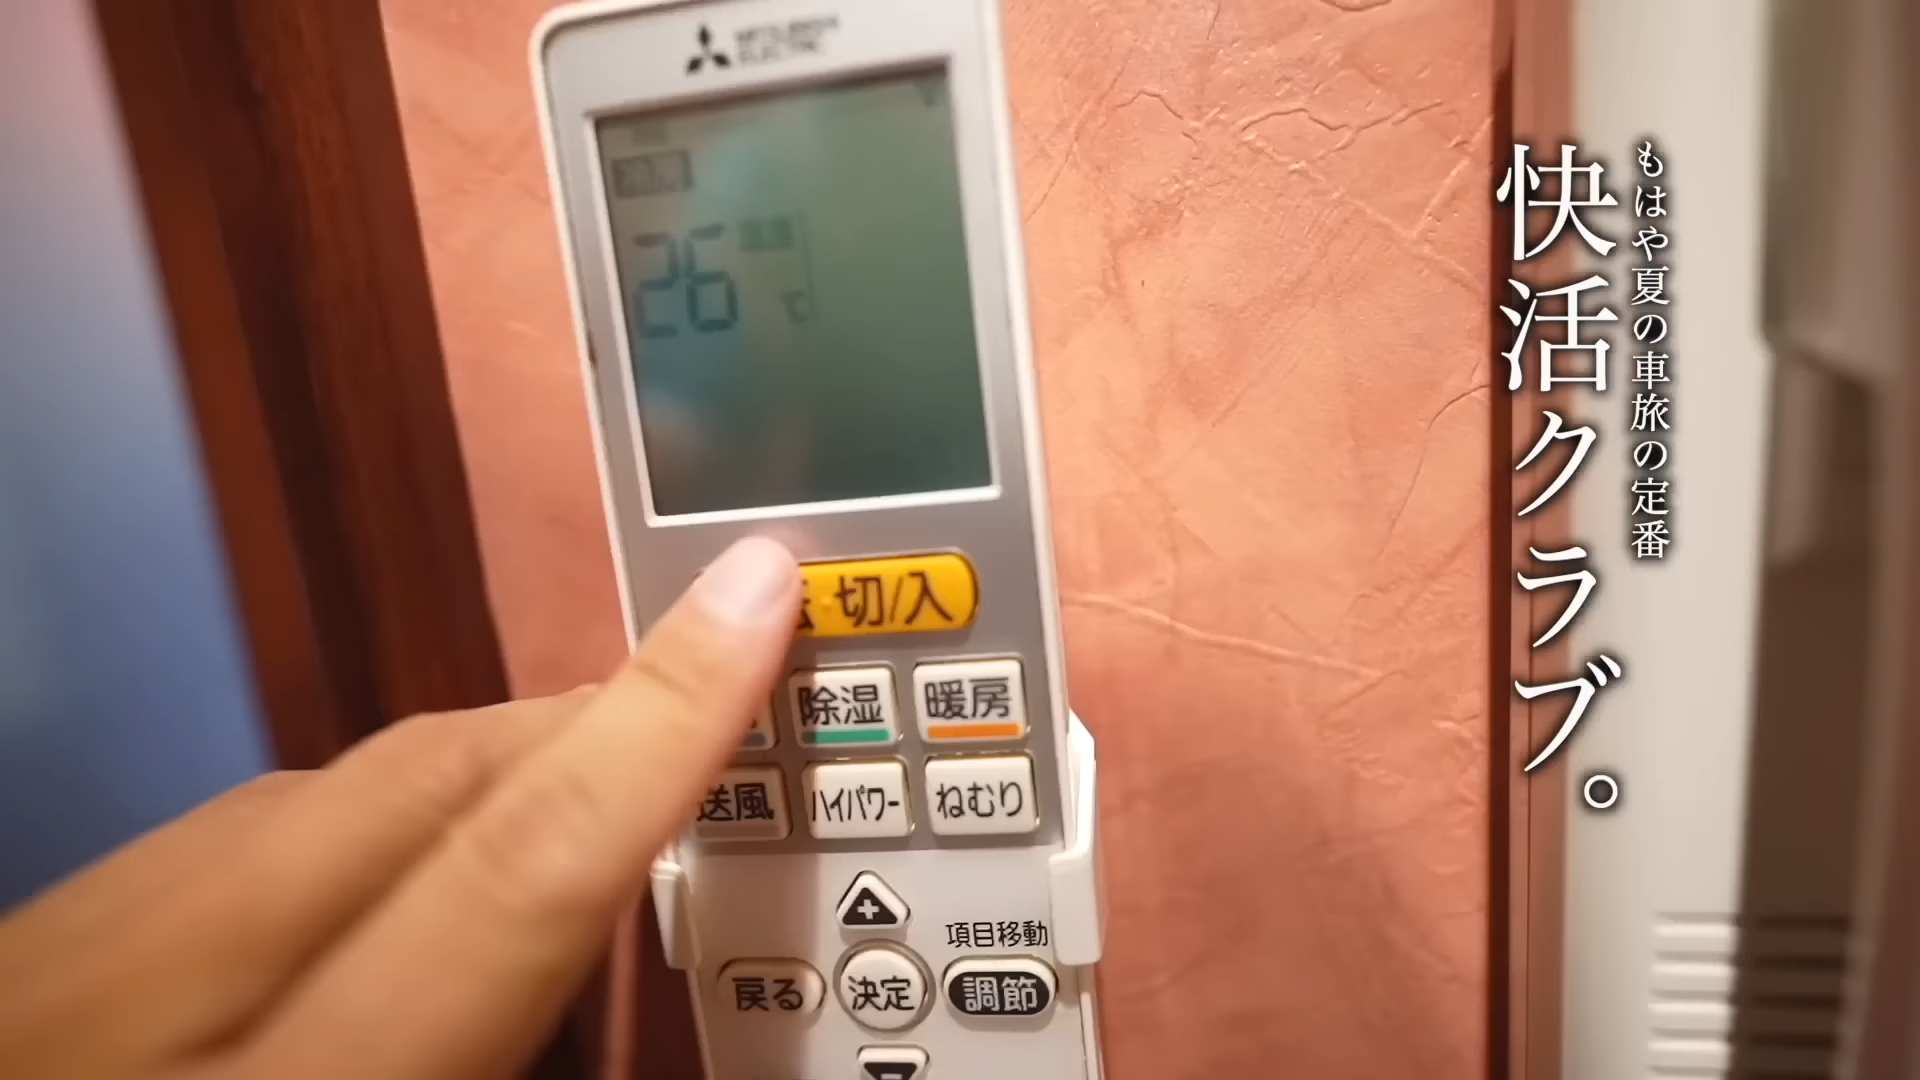 もはや夏の車旅の定番
快活クラブ。
MITSUBISHI
ELECTRIC
26
℃
切/入
除湿
暖房
送風
ハイパワー
ねむり
項目移動
戻る
決定
調節